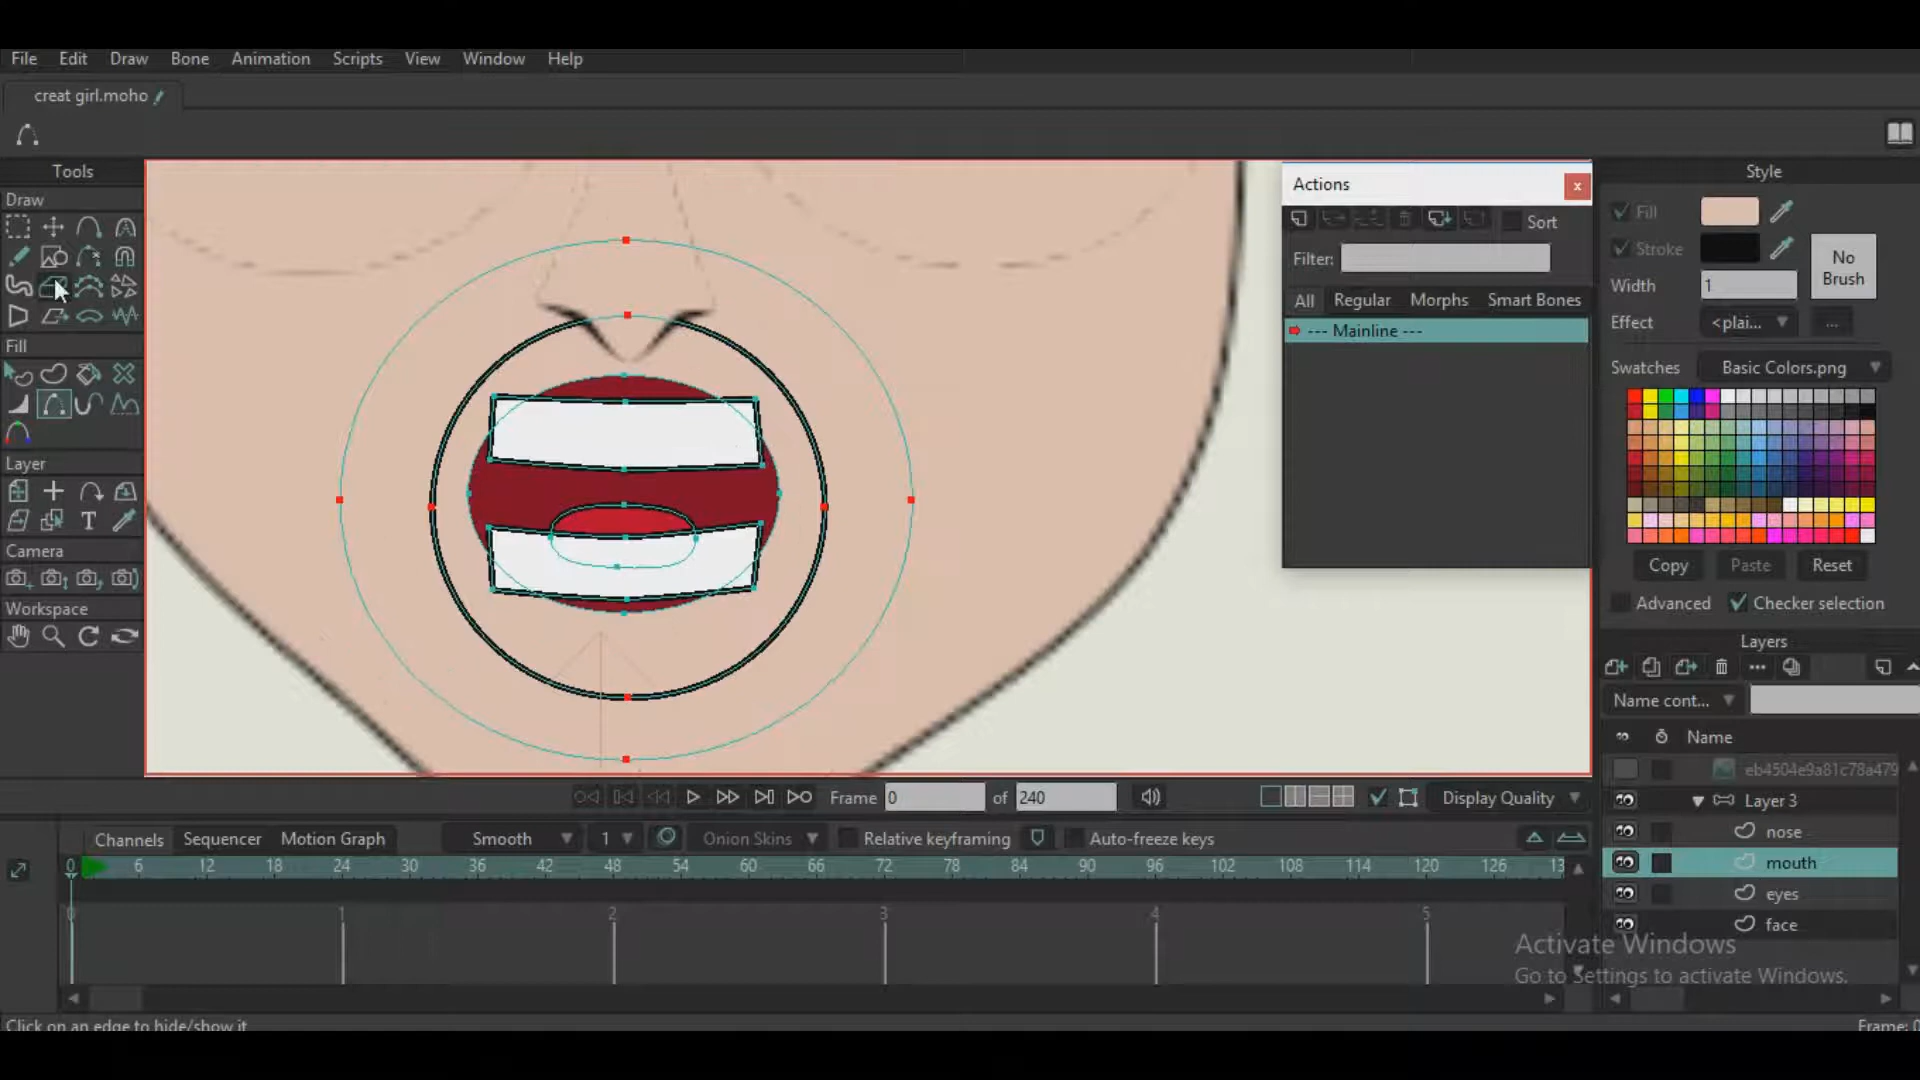 File Edit Draw Bone Animation Scripts View Window Help
creat girl.moho
Tools
Draw
Fill
Layer
Camera
Workspace
Actions
Sort
Filter:
All Regular Morphs Smart Bones
--- Mainline ---
Style
Fill
Stroke
No Brush
Width 1
Effect <plai... ...
Swatches Basic Colors.png
Copy Paste Reset
Advanced Checker selection
Layers
Name cont...
Name
eb4504e9a81c78a479
Layer 3
nose
mouth
eyes
face
Frame 0 of 240 Display Quality
Channels Sequencer Motion Graph Smooth 1 Onion Skins Relative keyframing Auto-freeze keys
0 6 12 18 24 30 36 42 48 54 60 66 72 78 84 90 96 102 108 114 120 126 13
0 1 2 3 4 5
Activate Windows
Go to Settings to activate Windows.
Click on an edge to hide/show it
Frame: 0